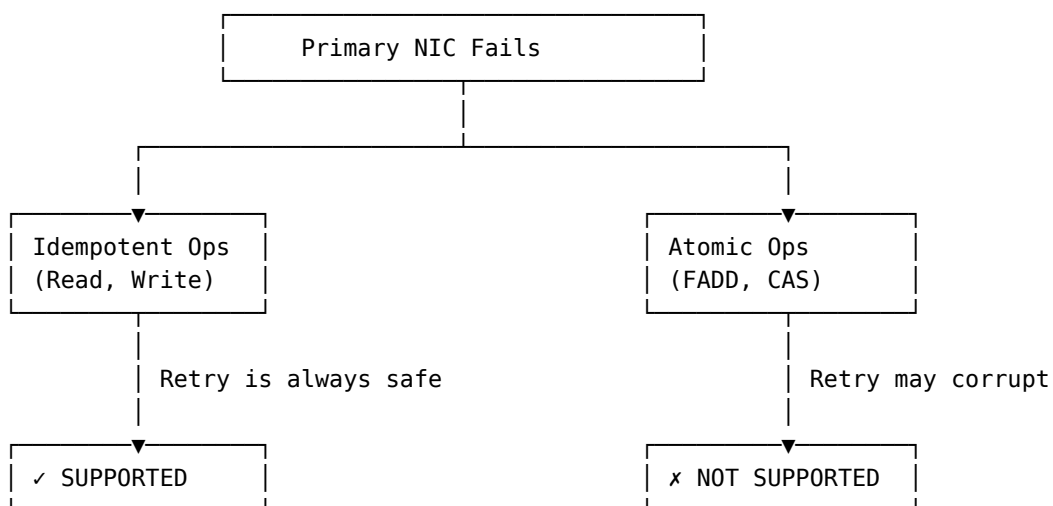 Primary NIC Fails
Idempotent Ops
(Read, Write)
Atomic Ops
(FADD, CAS)
Retry is always safe
Retry may corrupt
✓ SUPPORTED
✗ NOT SUPPORTED